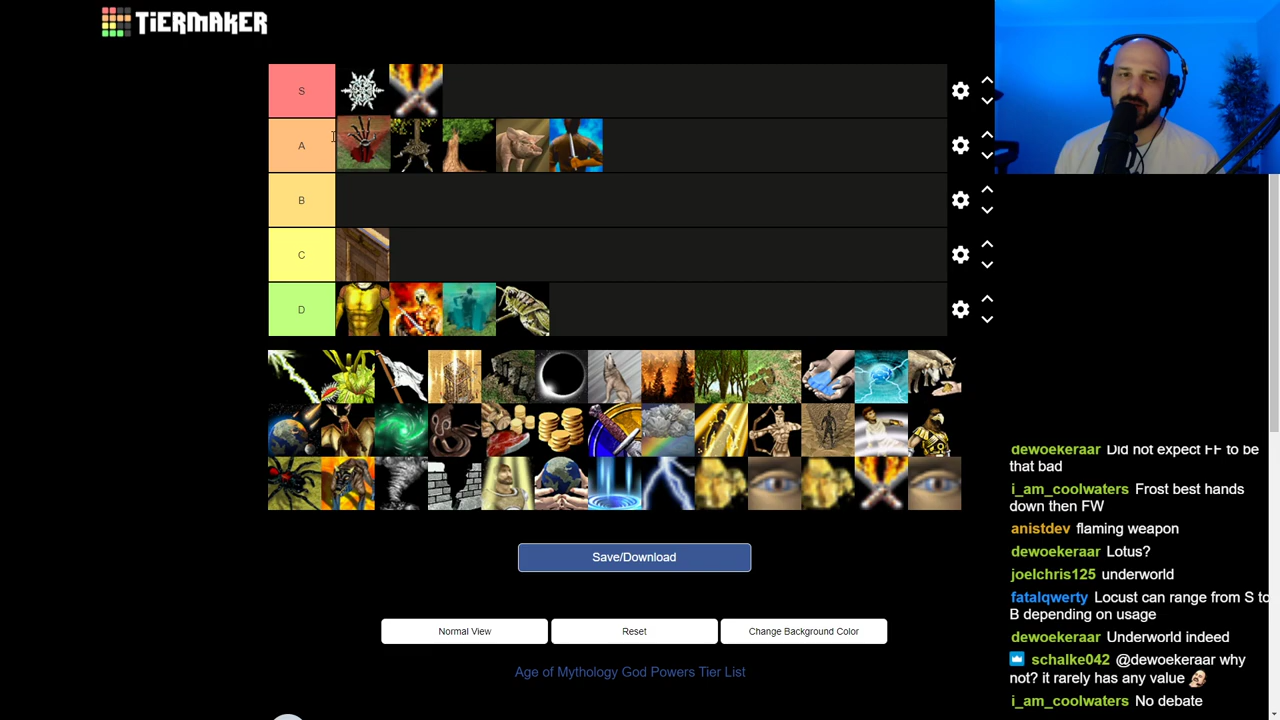 TiERMAKER
S
A
B
C
D
Save/Download
Normal View
Reset
Change Background Color
Age of Mythology God Powers Tier List
dewoekeraar Did not expect FF to be
that bad
i_am_coolwaters Frost best hands
down then FW
anistdev flaming weapon
dewoekeraar Lotus?
joelchris125 underworld
fatalqwerty Locust can range from S to
B depending on usage
dewoekeraar Underworld indeed
schalke042 @dewoekeraar why
not? it rarely has any value
i_am_coolwaters No debate